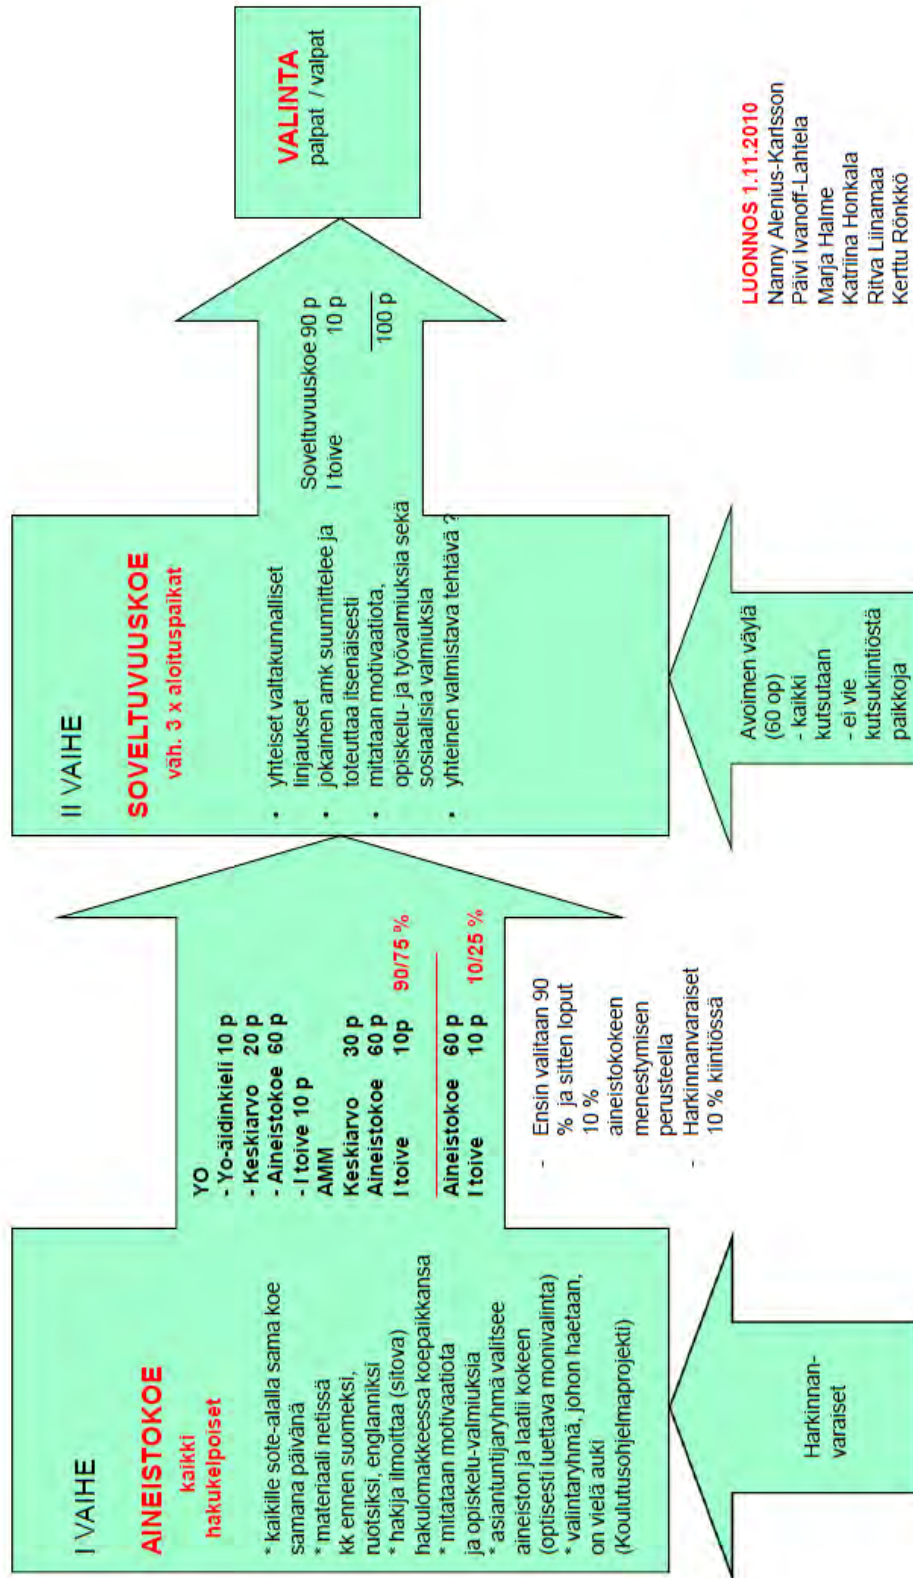 I VAIHE
AINEISTOKOE
kaikki
hakukelpoiset
* kaikille sote-alalla sama koe
samana päivänä
* materiaali netissä
kk ennen suomeksi,
ruotsiksi, englanniksi
* hakija ilmoittaa (sitova)
hakulomakkeessa koepaikkansa
* mitataan motivaatiota
ja opiskelu-valmiuksia
* asiantuntijaryhmä valitsee
aineiston ja laatii kokeen
(optisesti luettava monivalinta)
* valintaryhmä, johon haetaan,
on vielä auki
(Koulutusohjelmaprojekti)
Harkinnan-
varaiset
YO
- Yo-äidinkieli 10 p
- Keskiarvo 20 p
- Aineistokoe 60 p
- I toive 10 p
AMM
Keskiarvo 30 p
Aineistokoe 60 p
I toive 10p 90/75 %
Aineistokoe 60 p
I toive 10 p 10/25 %
- Ensin valitaan 90
% ja sitten loput
10 %
aineistokokeen
menestymisen
perusteella
- Harkinnanvaraiset
10 % kiintiössä
II VAIHE
SOVELTUVUUSKOE
väh. 3 x aloituspaikat
• yhteiset valtakunnalliset
linjaukset
• jokainen amk suunnittelee ja
toteuttaa itsenäisesti
• mitataan motivaatiota,
opiskelu- ja työvalmiuksia sekä
sosiaalisia valmiuksia
• yhteinen valmistava tehtävä ?
Avoimen väylä
(60 op)
- kaikki
kutsutaan
- ei vie
kutsukiintiöstä
paikkoja
Soveltuvuuskoe 90 p
I toive 10 p
100 p
VALINTA
palpat / valpat
LUONNOS 1.11.2010
Nanny Alenius-Karlsson
Päivi Ivanoff-Lahtela
Marja Halme
Katriina Honkala
Ritva Liinamaa
Kerttu Rönkkö